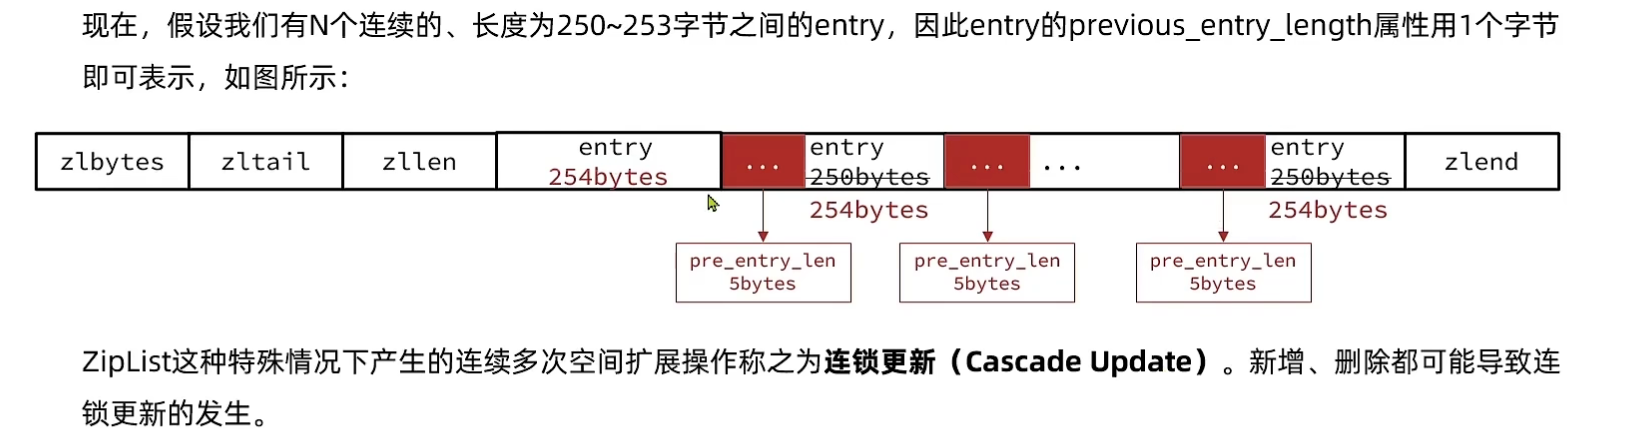 现在，假设我们有N个连续的、长度为250~253字节之间的entry，因此entry的previous_entry_length属性用1个字节
即可表示，如图所示：
zlbytes zltail zllen entry 254bytes ... entry 250bytes ... ... ... entry 250bytes zlend
254bytes 254bytes
pre_entry_len pre_entry_len pre_entry_len
5bytes 5bytes 5bytes
ZipList这种特殊情况下产生的连续多次空间扩展操作称之为连锁更新（Cascade Update）。新增、删除都可能导致连
锁更新的发生。